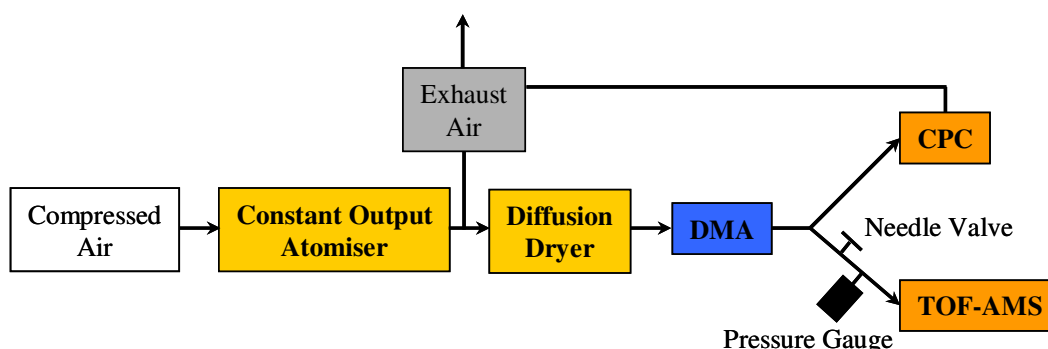 Exhaust
Air
CPC
Compressed
Air
Constant Output
Atomiser
Diffusion
Dryer
DMA
Needle Valve
TOF-AMS
Pressure Gauge